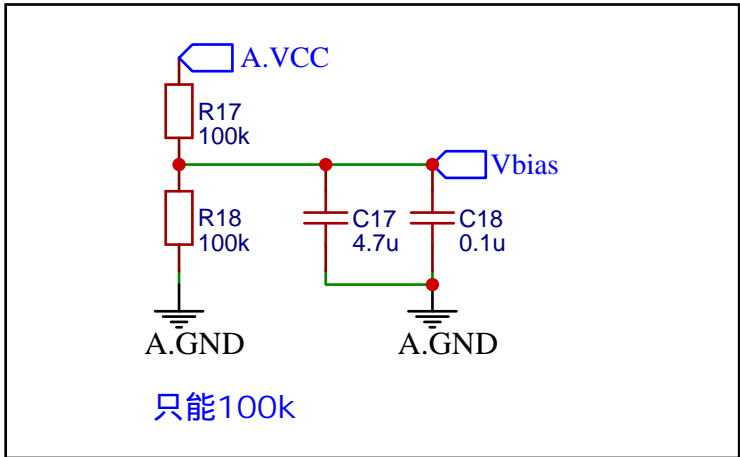 A.VCC
R17
100k
Vbias
R18
100k
C17
4.7u
C18
0.1u
A.GND
A.GND
只能100k